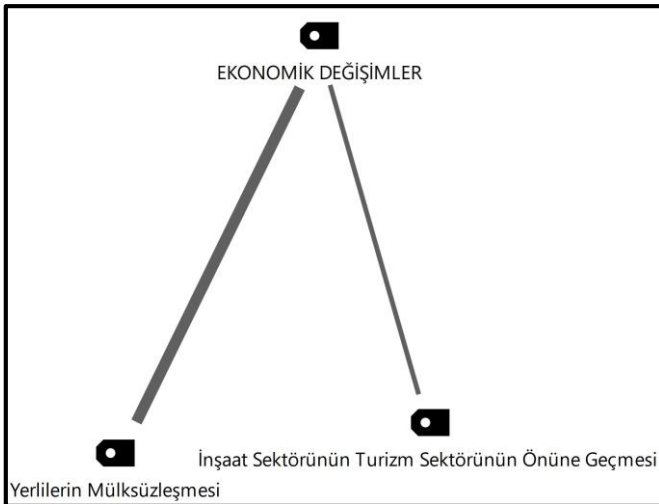 EKONOMİK DEĞİŞİMLER
İnşaat Sektörünün Turizm Sektörünün Önüne Geçmesi
Yerlilerin Mülksüzleşmesi